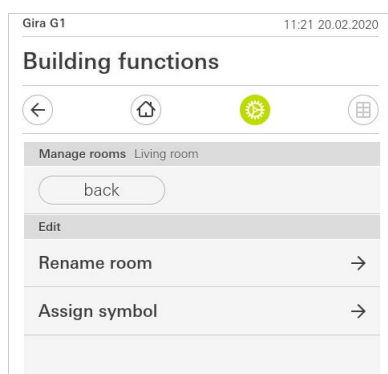 Gira G1 11:21 20.02.2020
Building functions
Manage rooms Living room
back
Edit
Rename room
Assign symbol